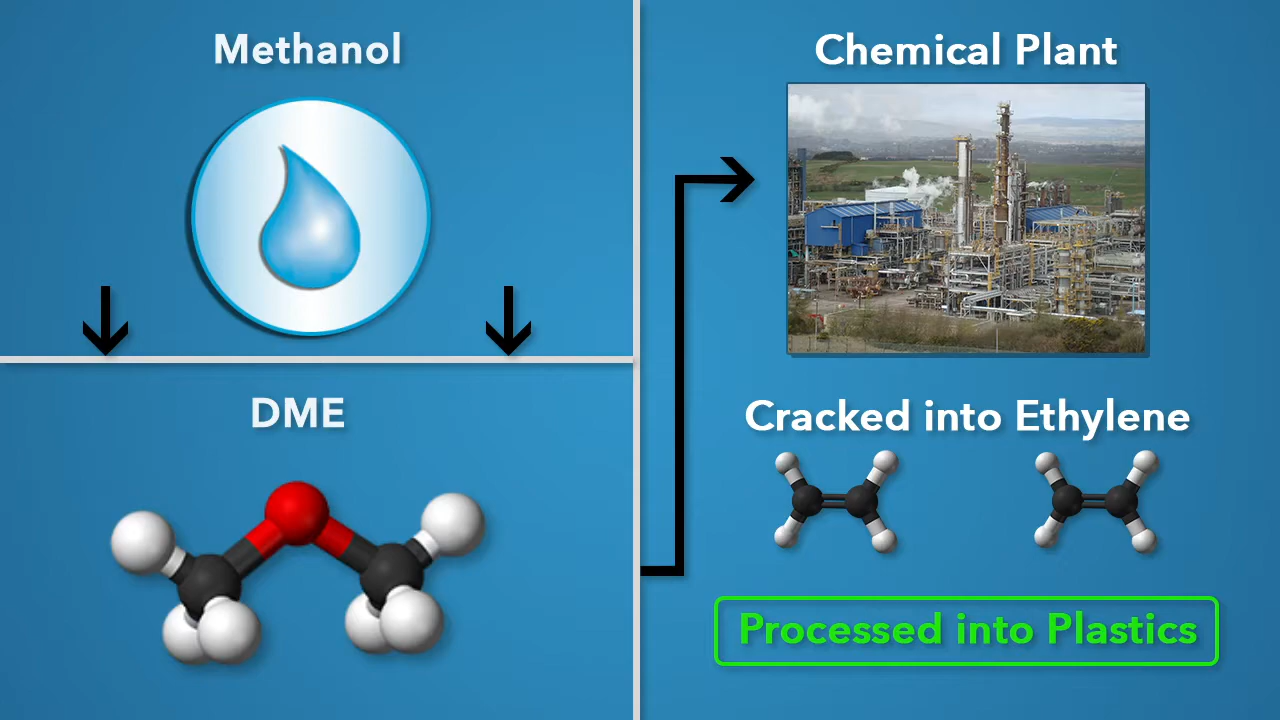 Methanol
DME
Chemical Plant
Cracked into Ethylene
Processed into Plastics